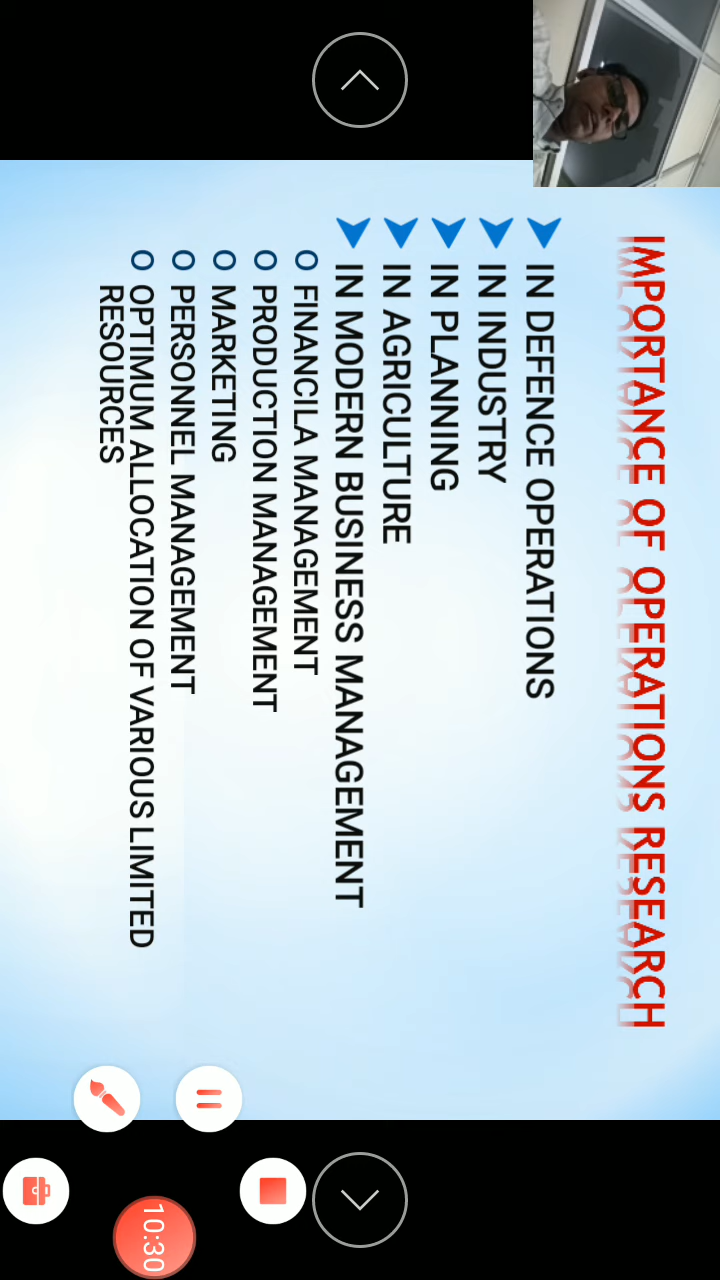 IMPORTANCE OF OPERATIONS RESEARCH
IN DEFENCE OPERATIONS
IN INDUSTRY
IN PLANNING
IN AGRICULTURE
IN MODERN BUSINESS MANAGEMENT
FINANCILA MANAGEMENT
PRODUCTION MANAGEMENT
MARKETING
PERSONNEL MANAGEMENT
OPTIMUM ALLOCATION OF VARIOUS LIMITED
RESOURCES
10:30